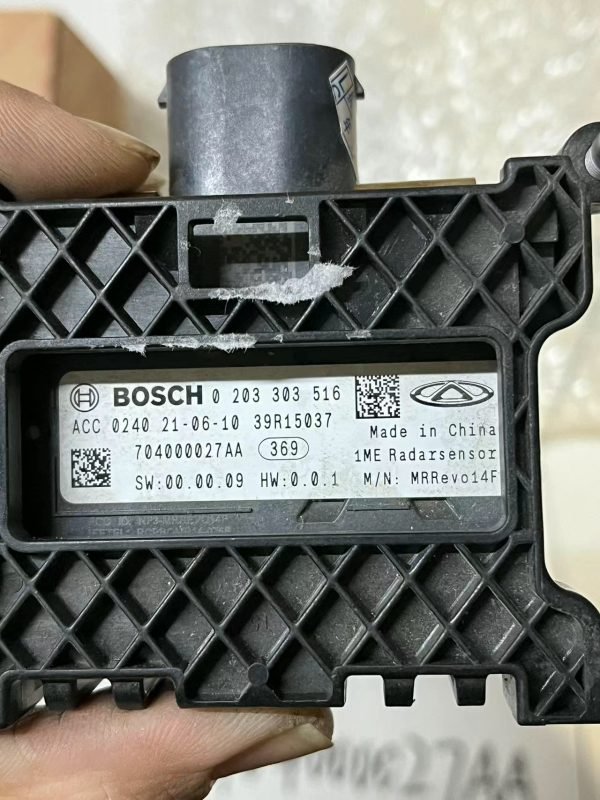 BOSCH 0 203 303 516
ACC 0240 21-06-10 39R15037
704000027AA 369
SW:00.00.09 HW:0.0.1
Made in China
1ME Radarsensor
M/N: MRRevo14F